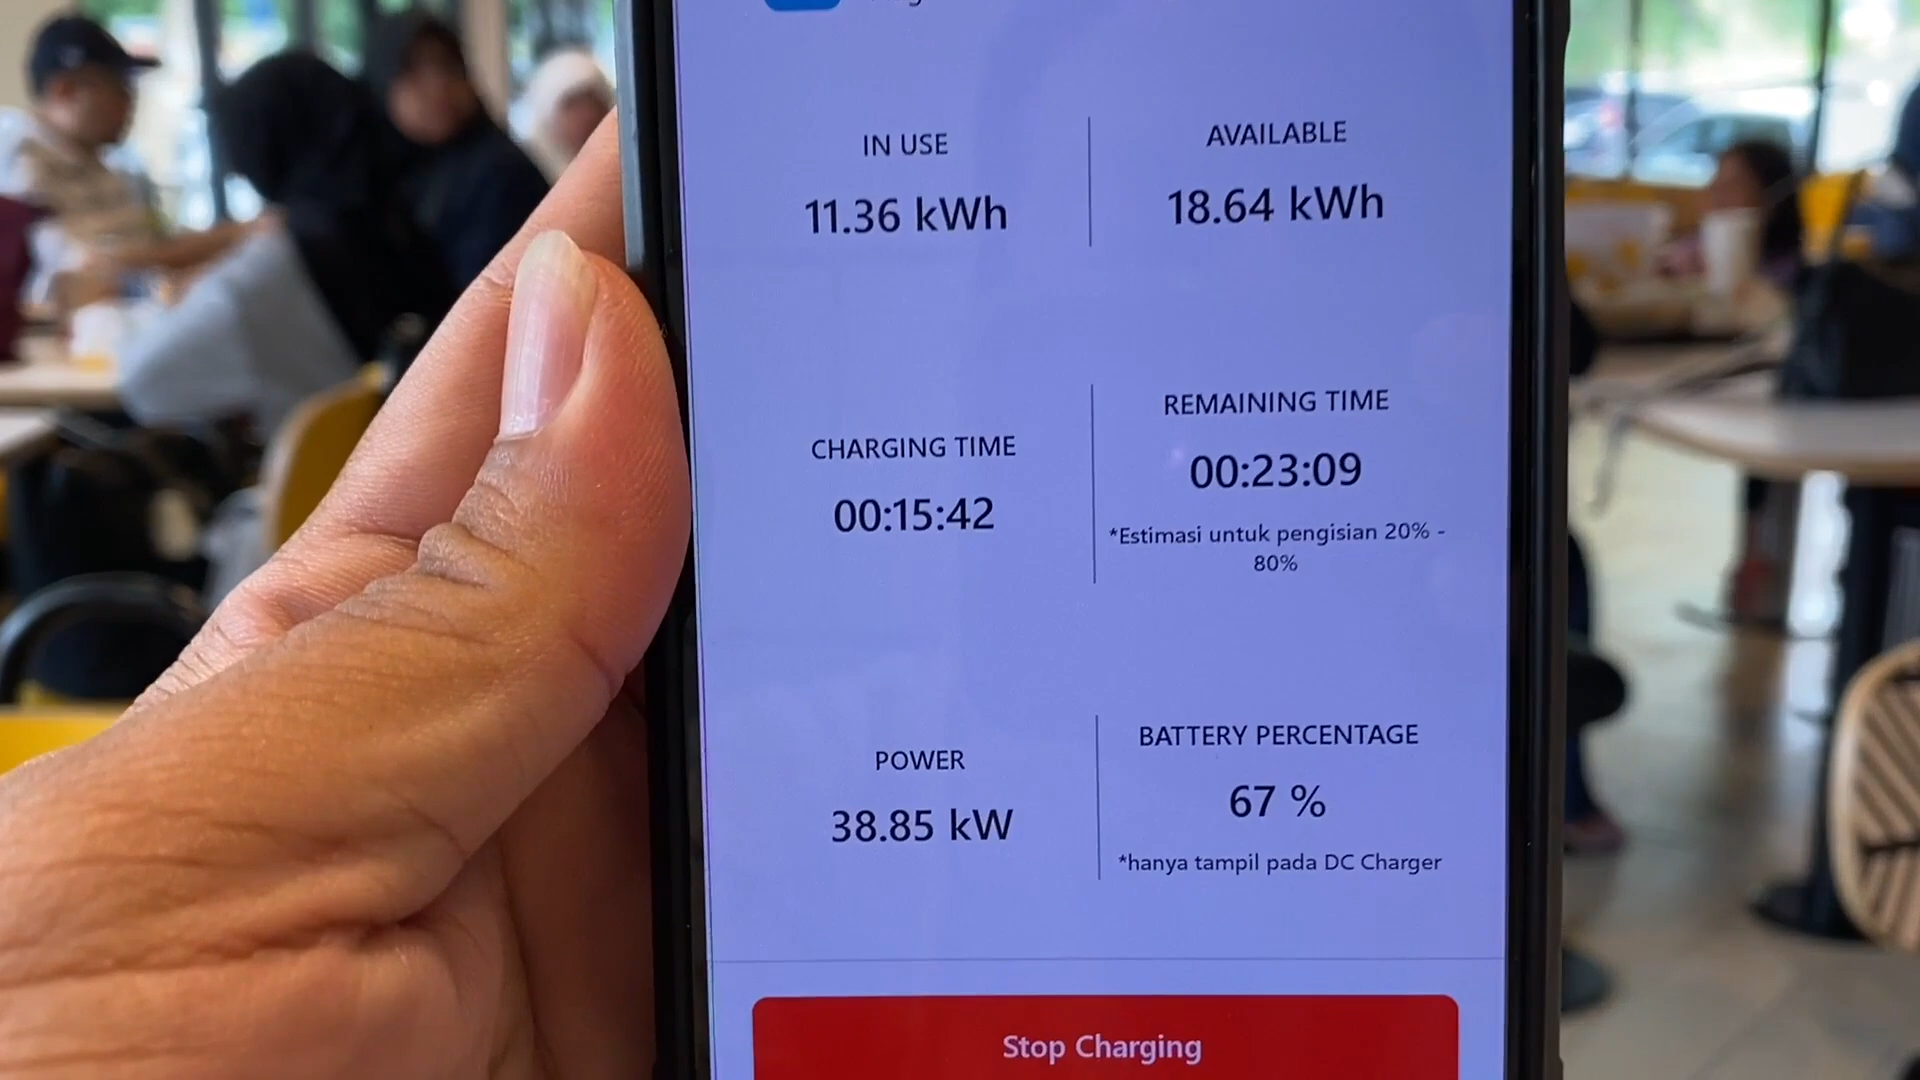 IN USE
11.36 kWh
AVAILABLE
18.64 kWh
CHARGING TIME
00:15:42
REMAINING TIME
00:23:09
*Estimasi untuk pengisian 20% -
80%
POWER
38.85 kW
BATTERY PERCENTAGE
67 %
*hanya tampil pada DC Charger
Stop Charging